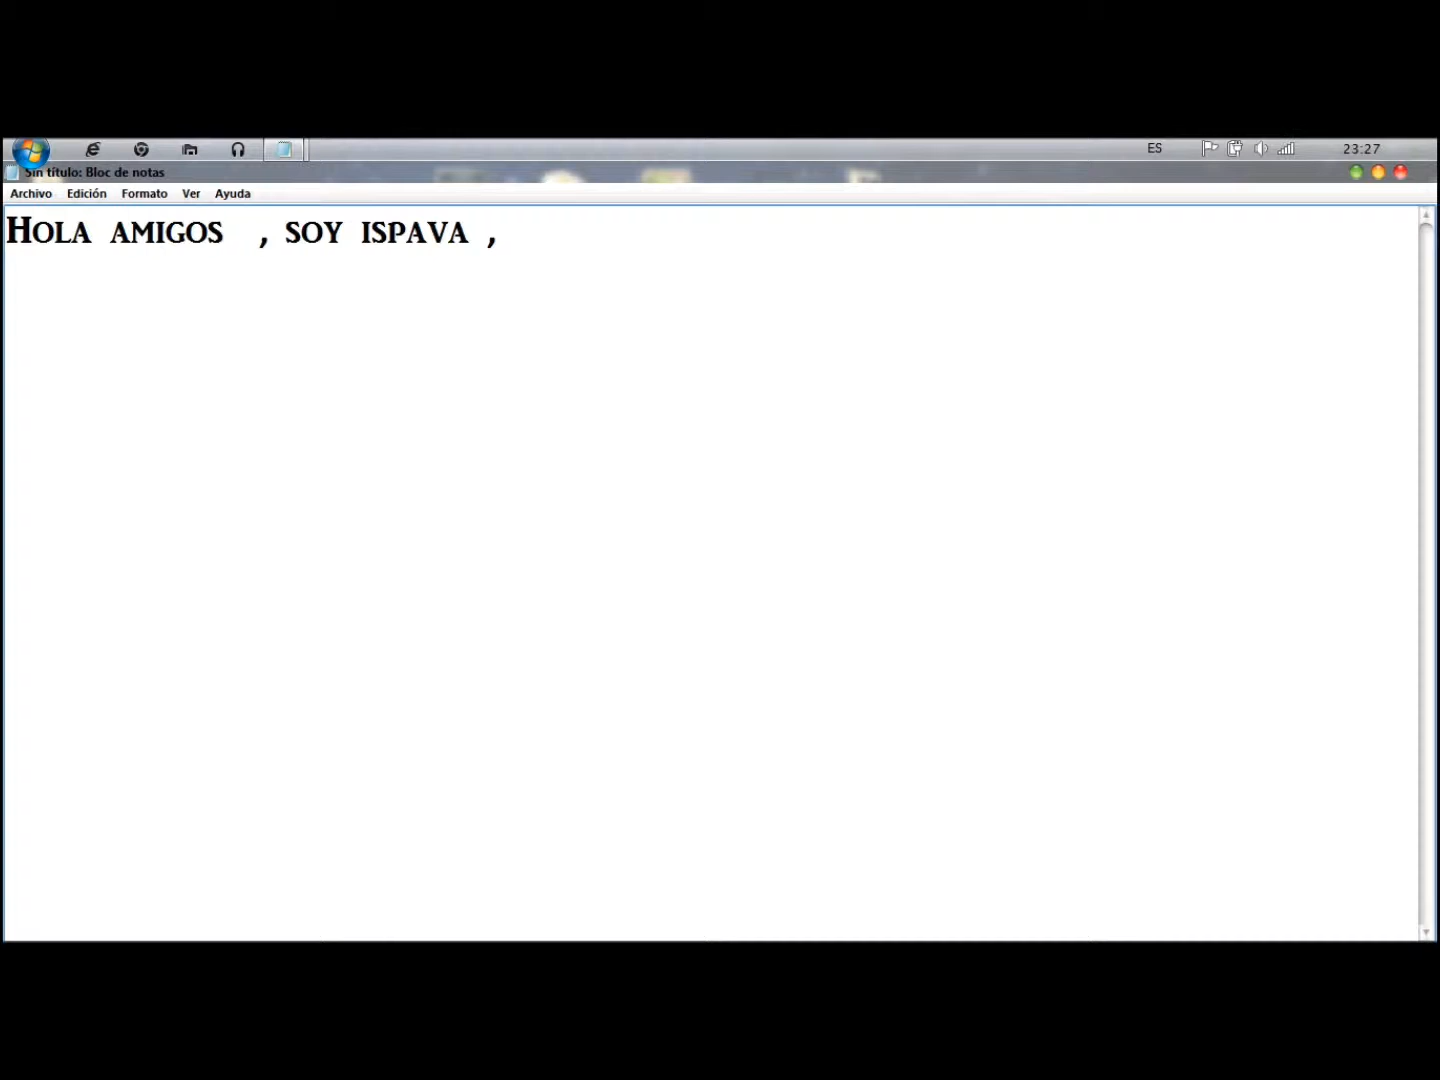 ES
23:27
Sin título: Bloc de notas
Archivo Edición Formato Ver Ayuda
Hola amigos , soy ispava ,